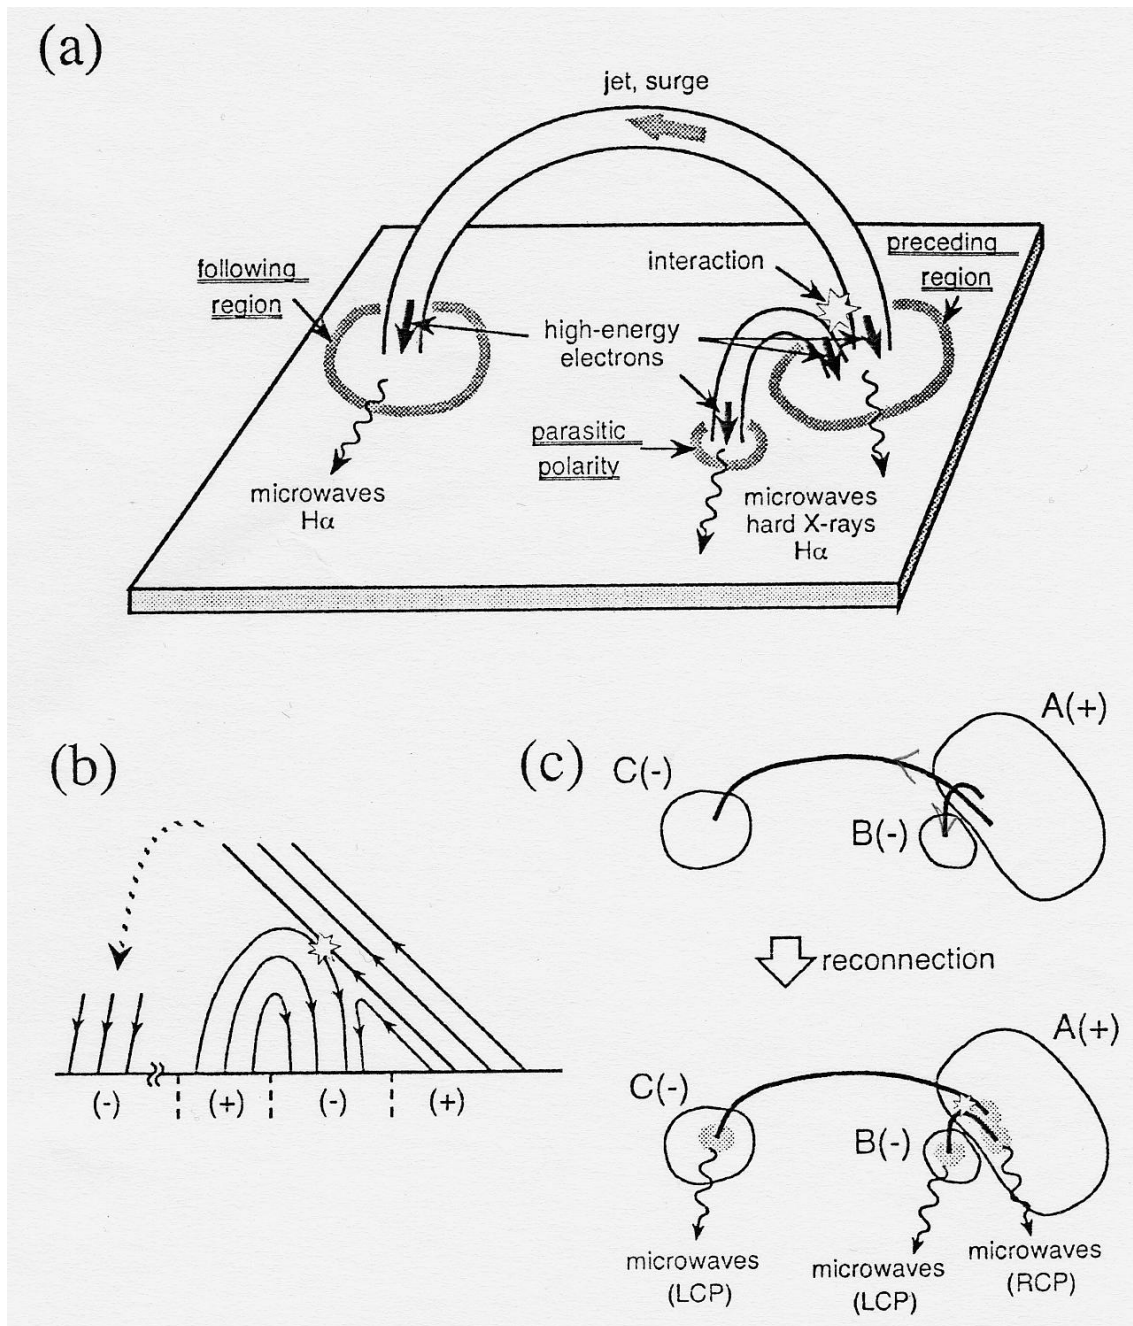 (a)
jet, surge
preceding
region
interaction
following
region
high-energy
electrons
parasitic
polarity
microwaves
Hα
microwaves
hard X-rays
Hα
(b)
(-)
(+)
(-)
(+)
(c)
A(+)
C(-)
B(-)
reconnection
A(+)
C(-)
B(-)
microwaves
(LCP)
microwaves
(LCP)
microwaves
(RCP)